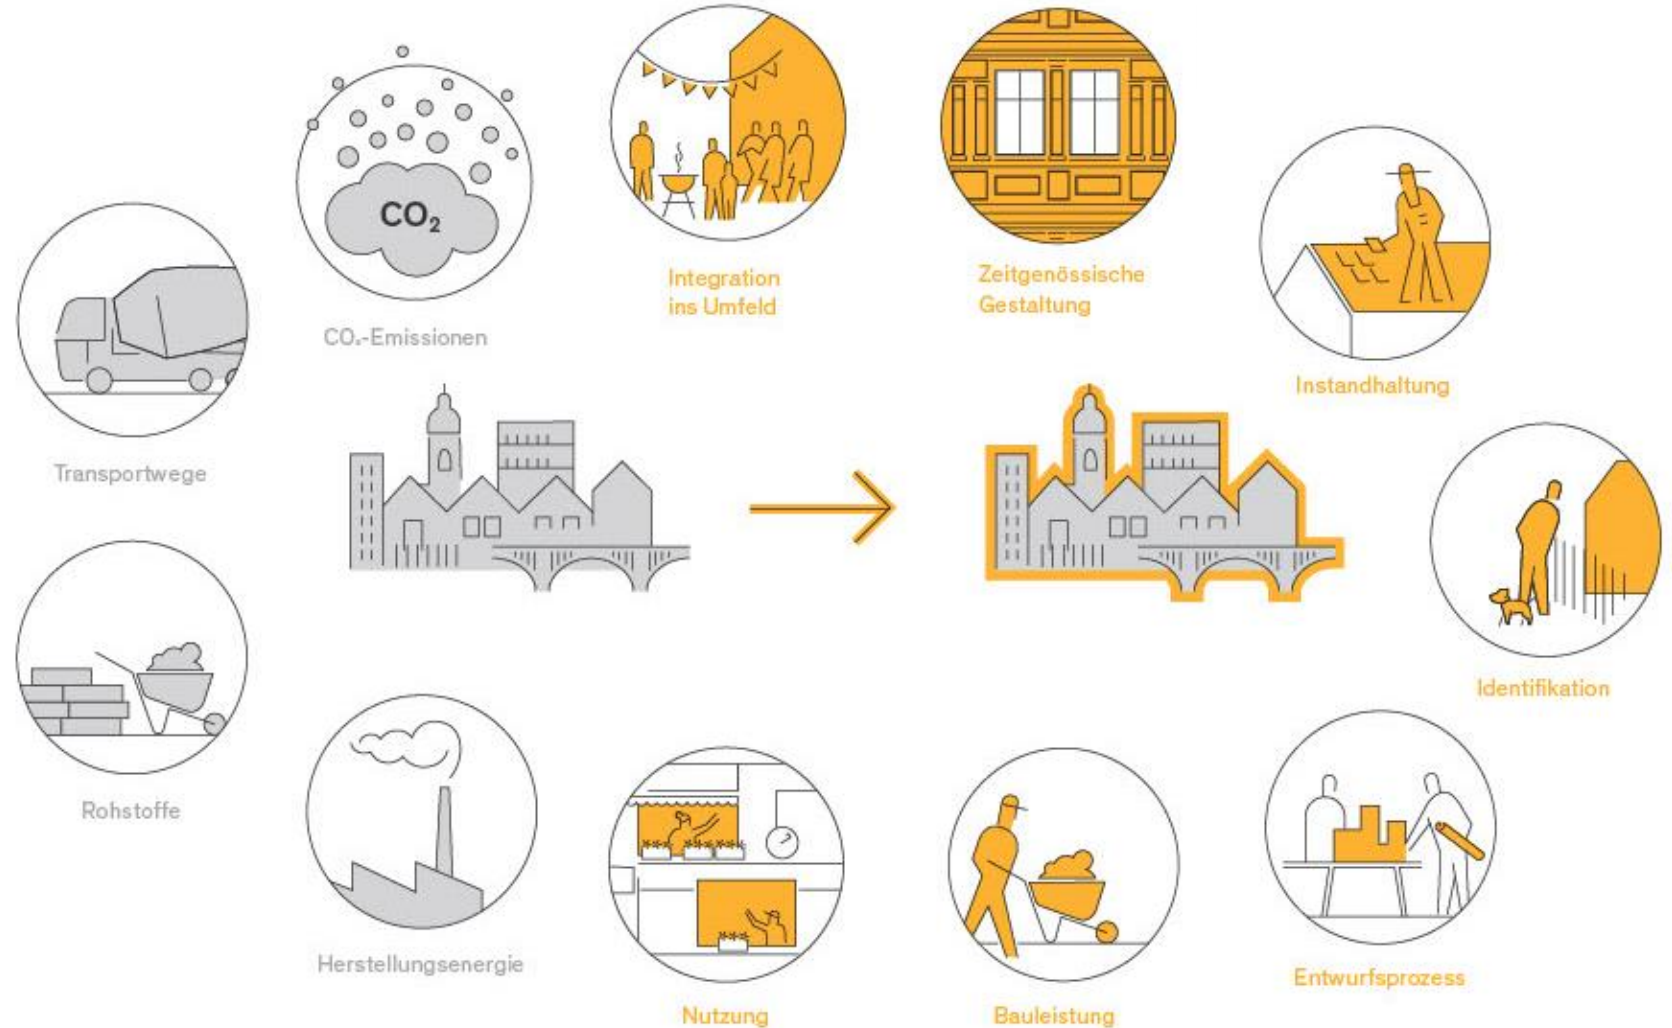 CO₂
Integration
ins Umfeld
Zeitgenössische
Gestaltung
CO₂-Emissionen
Instandhaltung
Transportwege
Identifikation
Rohstoffe
Herstellungsenergie
Entwurfsprozess
Nutzung
Bauleistung